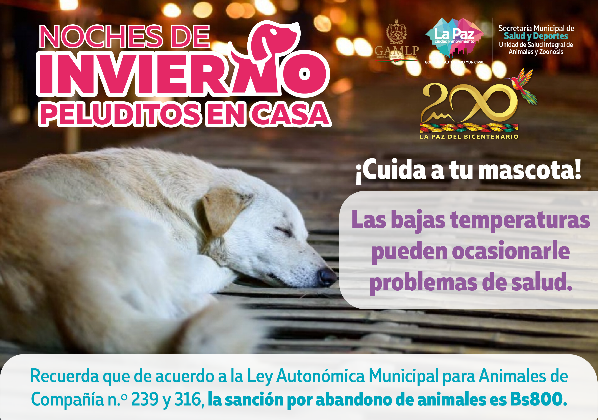 NOCHES DE
INVIERNO
PELUDITOS EN CASA
GAMLP
La Paz
Secretaría Municipal de
Salud y Deportes
Unidad de Salud Integral de
Animales y Zoonosis
200
LA PAZ DEL BICENTENARIO
¡Cuida a tu mascota!
Las bajas temperaturas
pueden ocasionarle
problemas de salud.
Recuerda que de acuerdo a la Ley Autonómica Municipal para Animales de
Compañía n.º 239 y 316, la sanción por abandono de animales es Bs800.